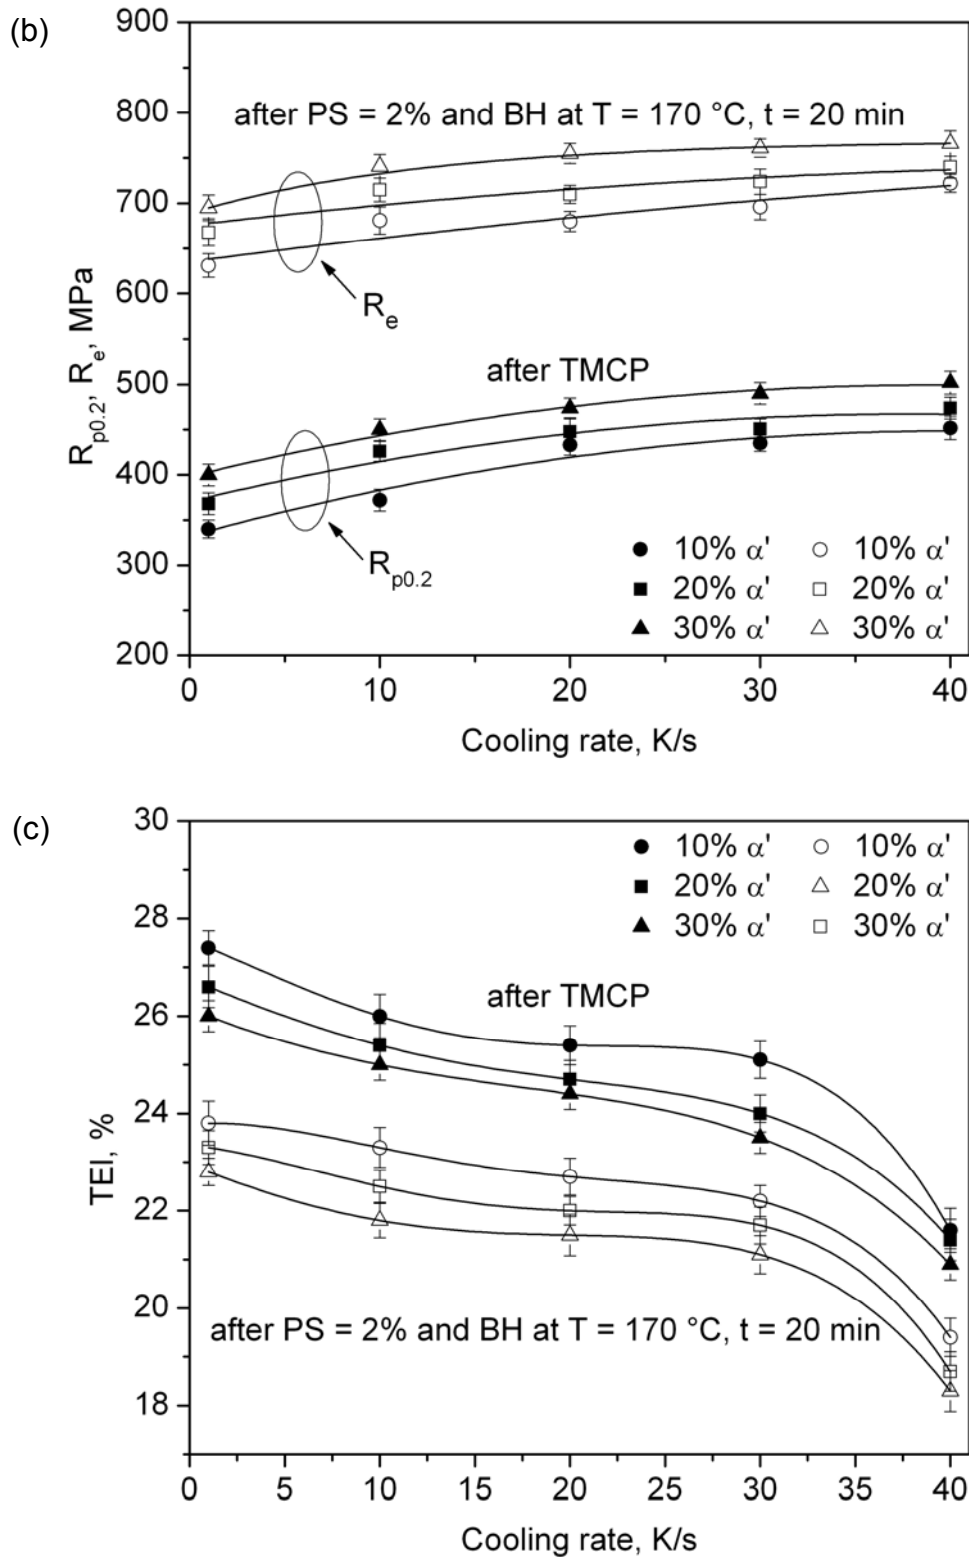 (b)
900
800
700
600
500
400
300
200
R_p0.2, R_e, MPa
after PS = 2% and BH at T = 170 °C, t = 20 min
R_e
after TMCP
R_p0.2
10% α' 10% α'
20% α' 20% α'
30% α' 30% α'
0 10 20 30 40
Cooling rate, K/s
(c)
30
28
26
24
22
20
18
TEl, %
10% α' 10% α'
20% α' 20% α'
30% α' 30% α'
after TMCP
after PS = 2% and BH at T = 170 °C, t = 20 min
0 5 10 15 20 25 30 35 40
Cooling rate, K/s